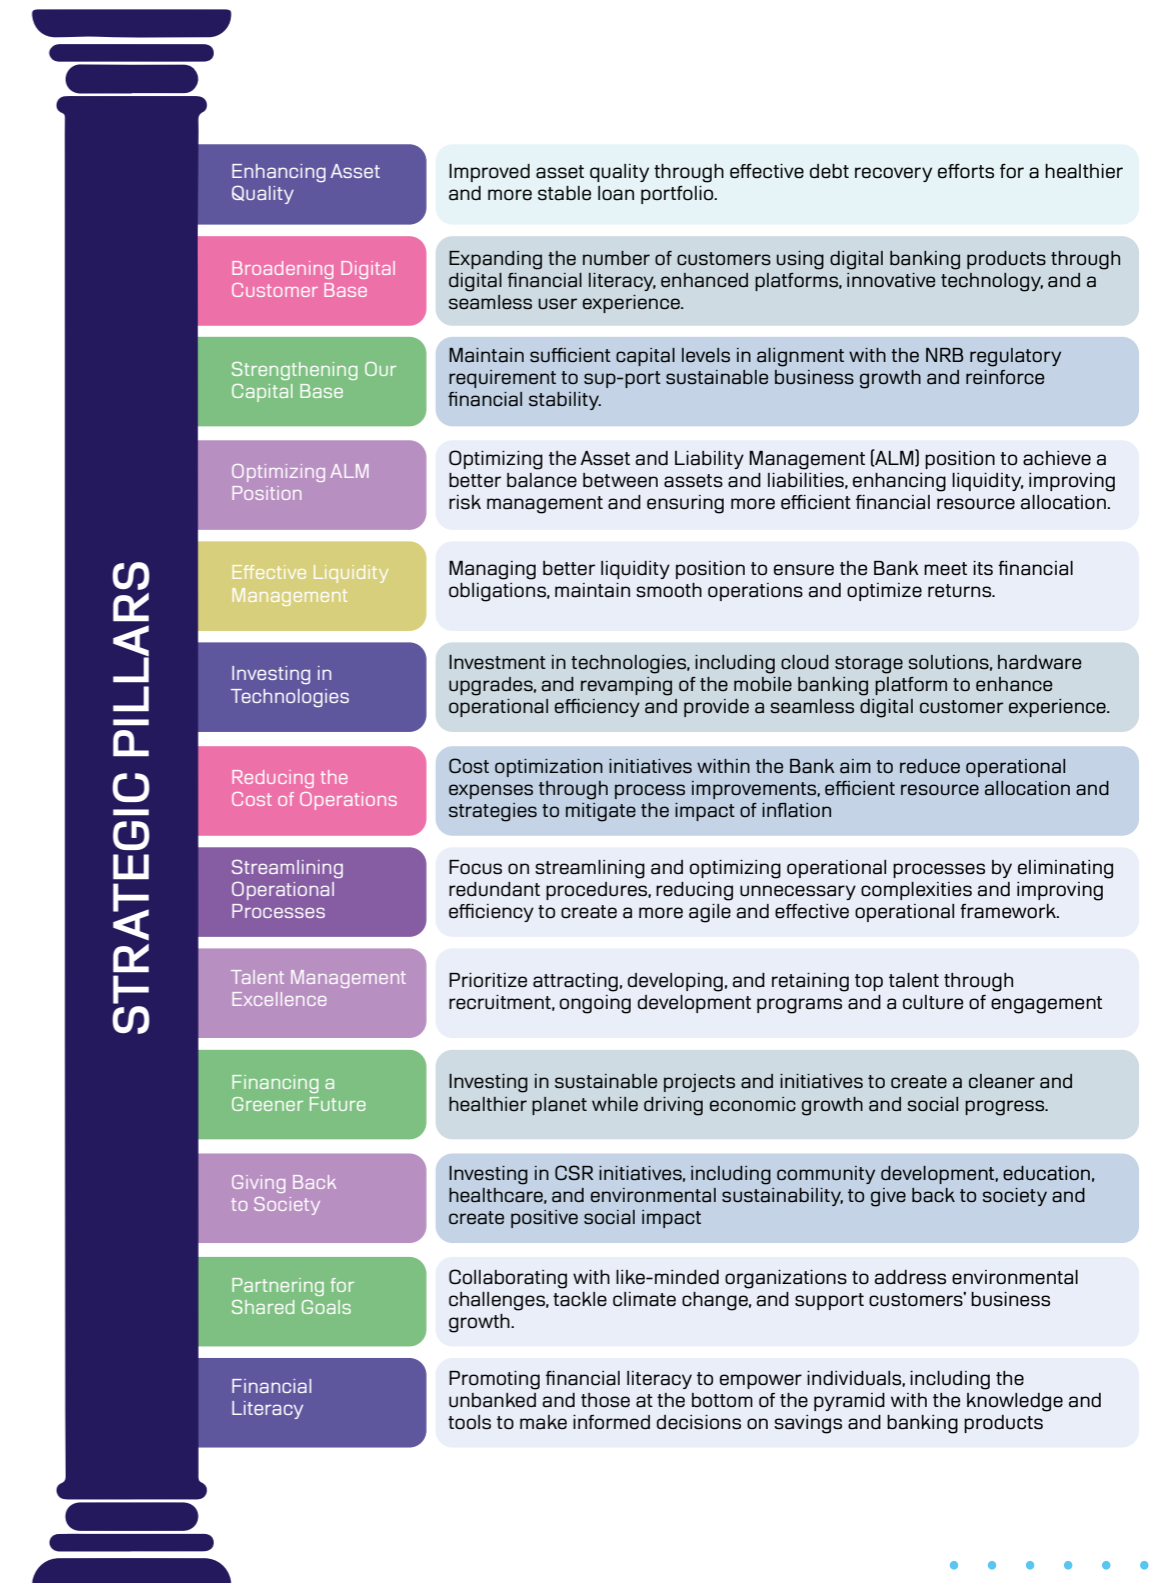 STRATEGIC PILLARS
Enhancing Asset
Quality
Improved asset quality through effective debt recovery efforts for a healthier
and more stable loan portfolio.
Broadening Digital
Customer Base
Expanding the number of customers using digital banking products through
digital financial literacy, enhanced platforms, innovative technology, and a
seamless user experience.
Strengthening Our
Capital Base
Maintain sufficient capital levels in alignment with the NRB regulatory
requirement to sup-port sustainable business growth and reinforce
financial stability.
Optimizing ALM
Position
Optimizing the Asset and Liability Management (ALM) position to achieve a
better balance between assets and liabilities, enhancing liquidity, improving
risk management and ensuring more efficient financial resource allocation.
Effective Liquidity
Management
Managing better liquidity position to ensure the Bank meet its financial
obligations, maintain smooth operations and optimize returns.
Investing in
Technologies
Investment in technologies, including cloud storage solutions, hardware
upgrades, and revamping of the mobile banking platform to enhance
operational efficiency and provide a seamless digital customer experience.
Reducing the
Cost of Operations
Cost optimization initiatives within the Bank aim to reduce operational
expenses through process improvements, efficient resource allocation and
strategies to mitigate the impact of inflation
Streamlining
Operational
Processes
Focus on streamlining and optimizing operational processes by eliminating
redundant procedures, reducing unnecessary complexities and improving
efficiency to create a more agile and effective operational framework.
Talent Management
Excellence
Prioritize attracting, developing, and retaining top talent through
recruitment, ongoing development programs and a culture of engagement
Financing a
Greener Future
Investing in sustainable projects and initiatives to create a cleaner and
healthier planet while driving economic growth and social progress.
Giving Back
to Society
Investing in CSR initiatives, including community development, education,
healthcare, and environmental sustainability, to give back to society and
create positive social impact
Partnering for
Shared Goals
Collaborating with like-minded organizations to address environmental
challenges, tackle climate change, and support customers’ business
growth.
Financial
Literacy
Promoting financial literacy to empower individuals, including the
unbanked and those at the bottom of the pyramid with the knowledge and
tools to make informed decisions on savings and banking products